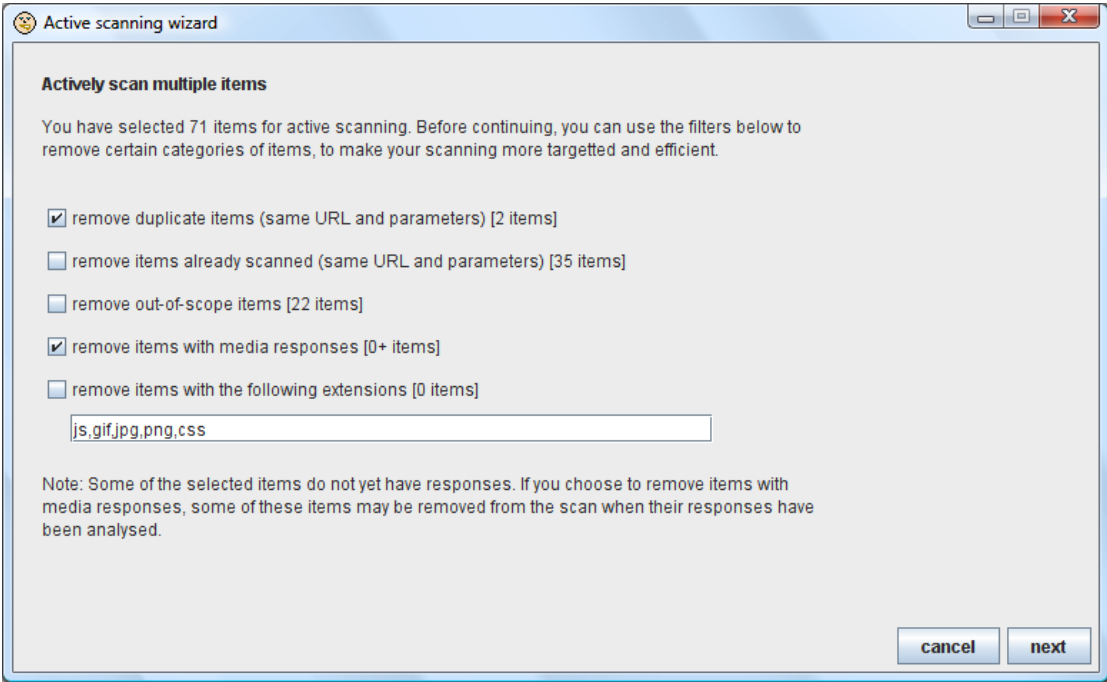 Active scanning wizard
Actively scan multiple items
You have selected 71 items for active scanning. Before continuing, you can use the filters below to
remove certain categories of items, to make your scanning more targetted and efficient.
remove duplicate items (same URL and parameters) [2 items]
remove items already scanned (same URL and parameters) [35 items]
remove out-of-scope items [22 items]
remove items with media responses [0+ items]
remove items with the following extensions [0 items]
js,gif,jpg,png,css
Note: Some of the selected items do not yet have responses. If you choose to remove items with
media responses, some of these items may be removed from the scan when their responses have
been analysed.
cancel next